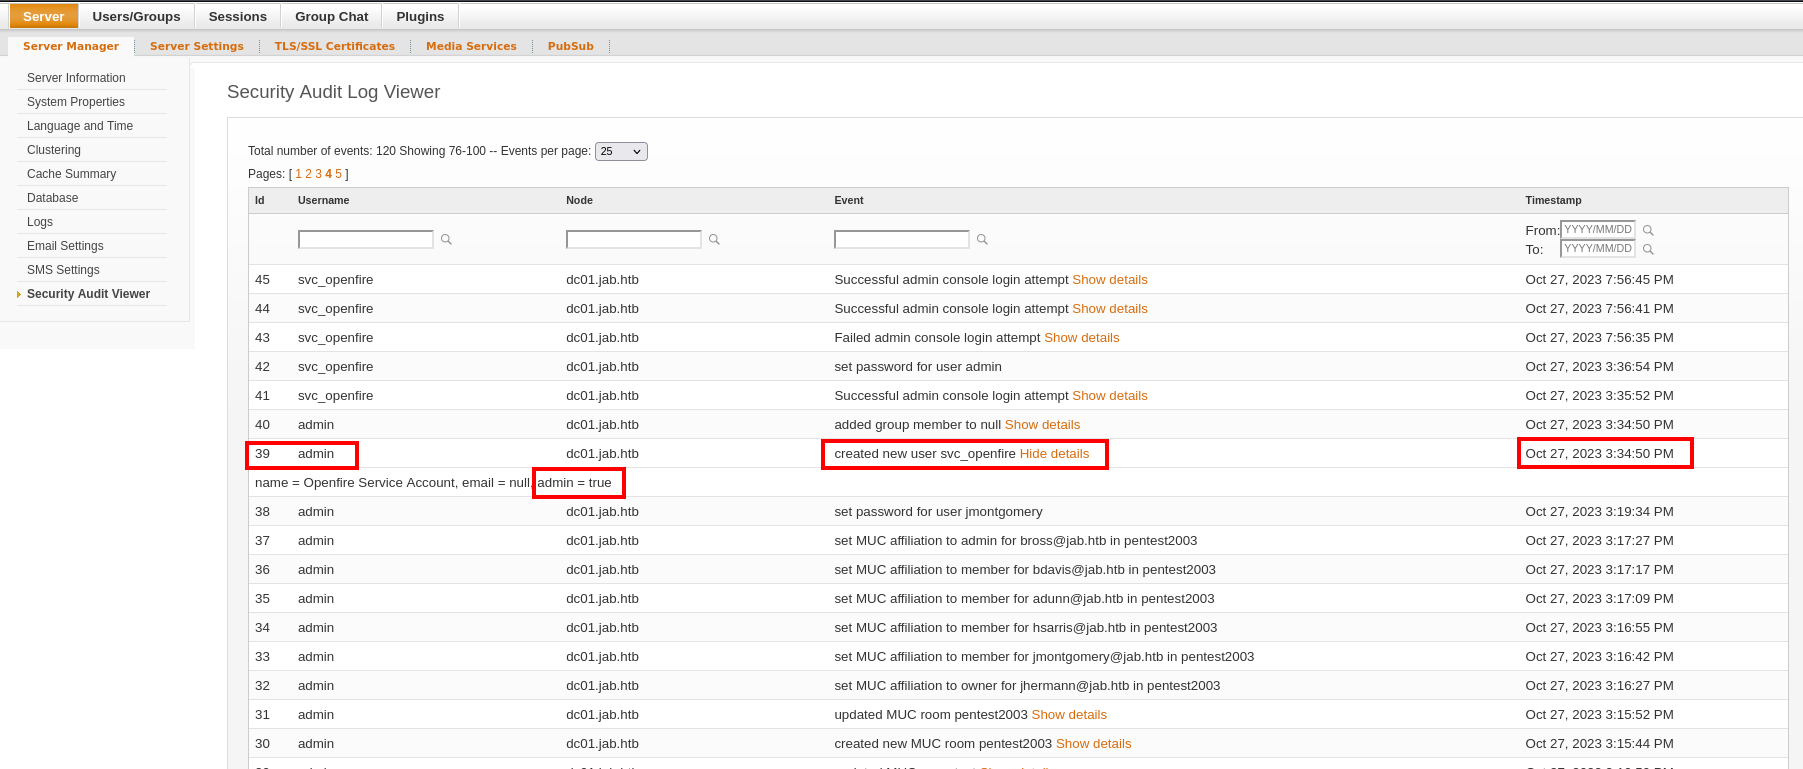 Server Users/Groups Sessions Group Chat Plugins
Server Manager Server Settings TLS/SSL Certificates Media Services PubSub
Server Information
System Properties
Language and Time
Clustering
Cache Summary
Database
Logs
Email Settings
SMS Settings
Security Audit Viewer
Security Audit Log Viewer
Total number of events: 120 Showing 76-100 -- Events per page: 25
Pages: [ 1 2 3 4 5 ]
Id Username Node Event Timestamp
From: YYYY/MM/DD
To: YYYY/MM/DD
45 svc_openfire dc01.jab.htb Successful admin console login attempt Show details Oct 27, 2023 7:56:45 PM
44 svc_openfire dc01.jab.htb Successful admin console login attempt Show details Oct 27, 2023 7:56:41 PM
43 svc_openfire dc01.jab.htb Failed admin console login attempt Show details Oct 27, 2023 7:56:35 PM
42 svc_openfire dc01.jab.htb set password for user admin Oct 27, 2023 3:36:54 PM
41 svc_openfire dc01.jab.htb Successful admin console login attempt Show details Oct 27, 2023 3:35:52 PM
40 admin dc01.jab.htb added group member to null Show details Oct 27, 2023 3:34:50 PM
39 admin dc01.jab.htb created new user svc_openfire Hide details Oct 27, 2023 3:34:50 PM
name = Openfire Service Account, email = null, admin = true
38 admin dc01.jab.htb set password for user jmontgomery Oct 27, 2023 3:19:34 PM
37 admin dc01.jab.htb set MUC affiliation to admin for bross@jab.htb in pentest2003 Oct 27, 2023 3:17:27 PM
36 admin dc01.jab.htb set MUC affiliation to member for bdavis@jab.htb in pentest2003 Oct 27, 2023 3:17:17 PM
35 admin dc01.jab.htb set MUC affiliation to member for adunn@jab.htb in pentest2003 Oct 27, 2023 3:17:09 PM
34 admin dc01.jab.htb set MUC affiliation to member for hsarris@jab.htb in pentest2003 Oct 27, 2023 3:16:55 PM
33 admin dc01.jab.htb set MUC affiliation to member for jmontgomery@jab.htb in pentest2003 Oct 27, 2023 3:16:42 PM
32 admin dc01.jab.htb set MUC affiliation to owner for jhermann@jab.htb in pentest2003 Oct 27, 2023 3:16:27 PM
31 admin dc01.jab.htb updated MUC room pentest2003 Show details Oct 27, 2023 3:15:52 PM
30 admin dc01.jab.htb created new MUC room pentest2003 Show details Oct 27, 2023 3:15:44 PM